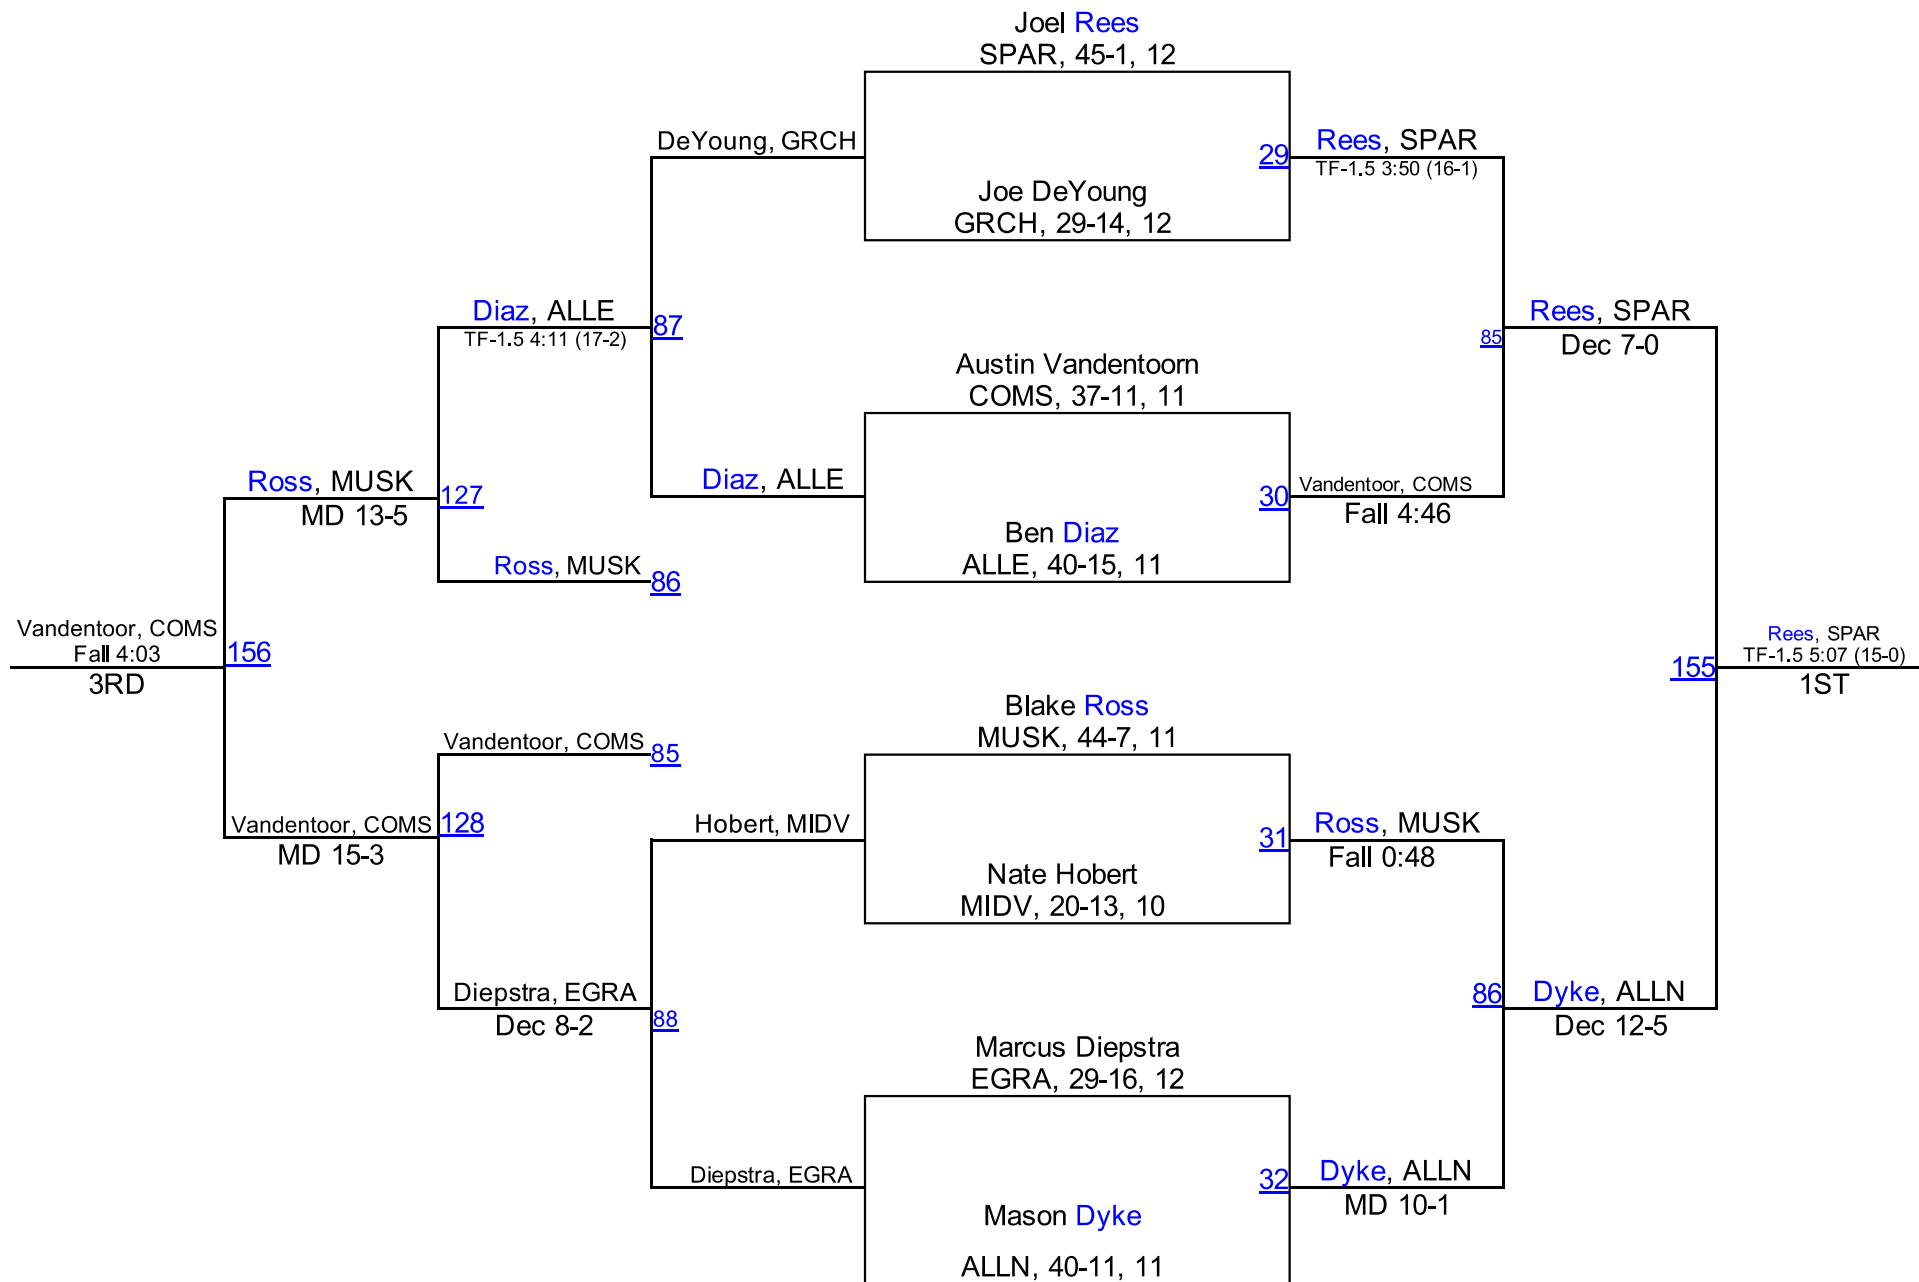 Joel Rees
SPAR, 45-1, 12
DeYoung, GRCH
29
Rees, SPAR
TF-1.5 3:50 (16-1)
Joe DeYoung
GRCH, 29-14, 12
Diaz, ALLE
TF-1.5 4:11 (17-2)
87
85
Rees, SPAR
Dec 7-0
Austin Vandentoorn
COMS, 37-11, 11
Ross, MUSK
MD 13-5
127
Diaz, ALLE
30
Vandentoor, COMS
Fall 4:46
Ben Diaz
ALLE, 40-15, 11
Ross, MUSK
86
Vandentoor, COMS
Fall 4:03
3RD
156
155
Rees, SPAR
TF-1.5 5:07 (15-0)
1ST
Blake Ross
MUSK, 44-7, 11
Vandentoor, COMS
85
Vandentoor, COMS
MD 15-3
128
Hobert, MIDV
31
Ross, MUSK
Fall 0:48
Nate Hobert
MIDV, 20-13, 10
Diepstra, EGRA
Dec 8-2
88
86
Dyke, ALLN
Dec 12-5
Marcus Diepstra
EGRA, 29-16, 12
Diepstra, EGRA
32
Dyke, ALLN
MD 10-1
Mason Dyke
ALLN, 40-11, 11